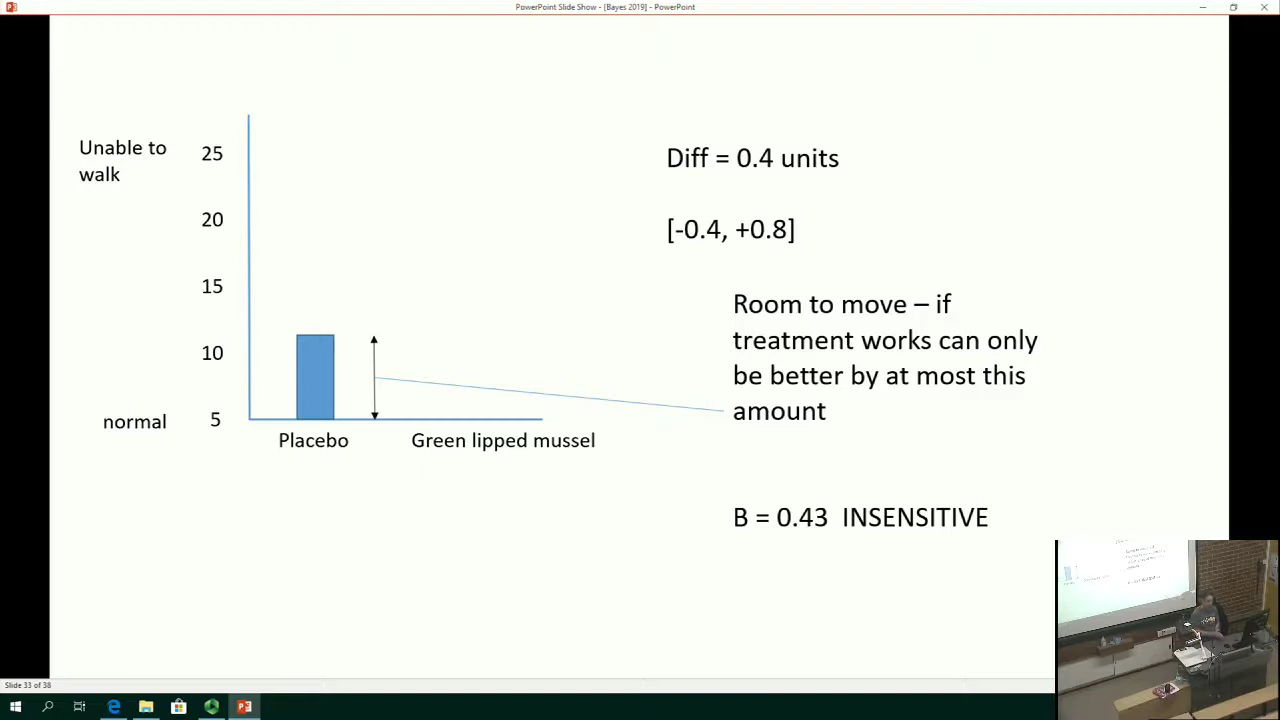 PowerPoint Slide Show - [Bayes 2019] - PowerPoint
Unable to
walk
25
20
15
10
normal 5
Placebo Green lipped mussel
Diff = 0.4 units
[-0.4, +0.8]
Room to move – if
treatment works can only
be better by at most this
amount
B = 0.43 INSENSITIVE
Slide 33 of 38